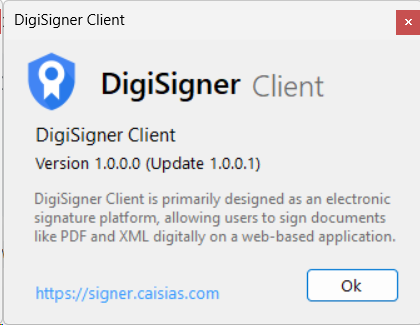 DigiSigner Client
DigiSigner Client
DigiSigner Client
Version 1.0.0.0 (Update 1.0.0.1)
DigiSigner Client is primarily designed as an electronic
signature platform, allowing users to sign documents
like PDF and XML digitally on a web-based application.
https://signer.caisias.com
Ok